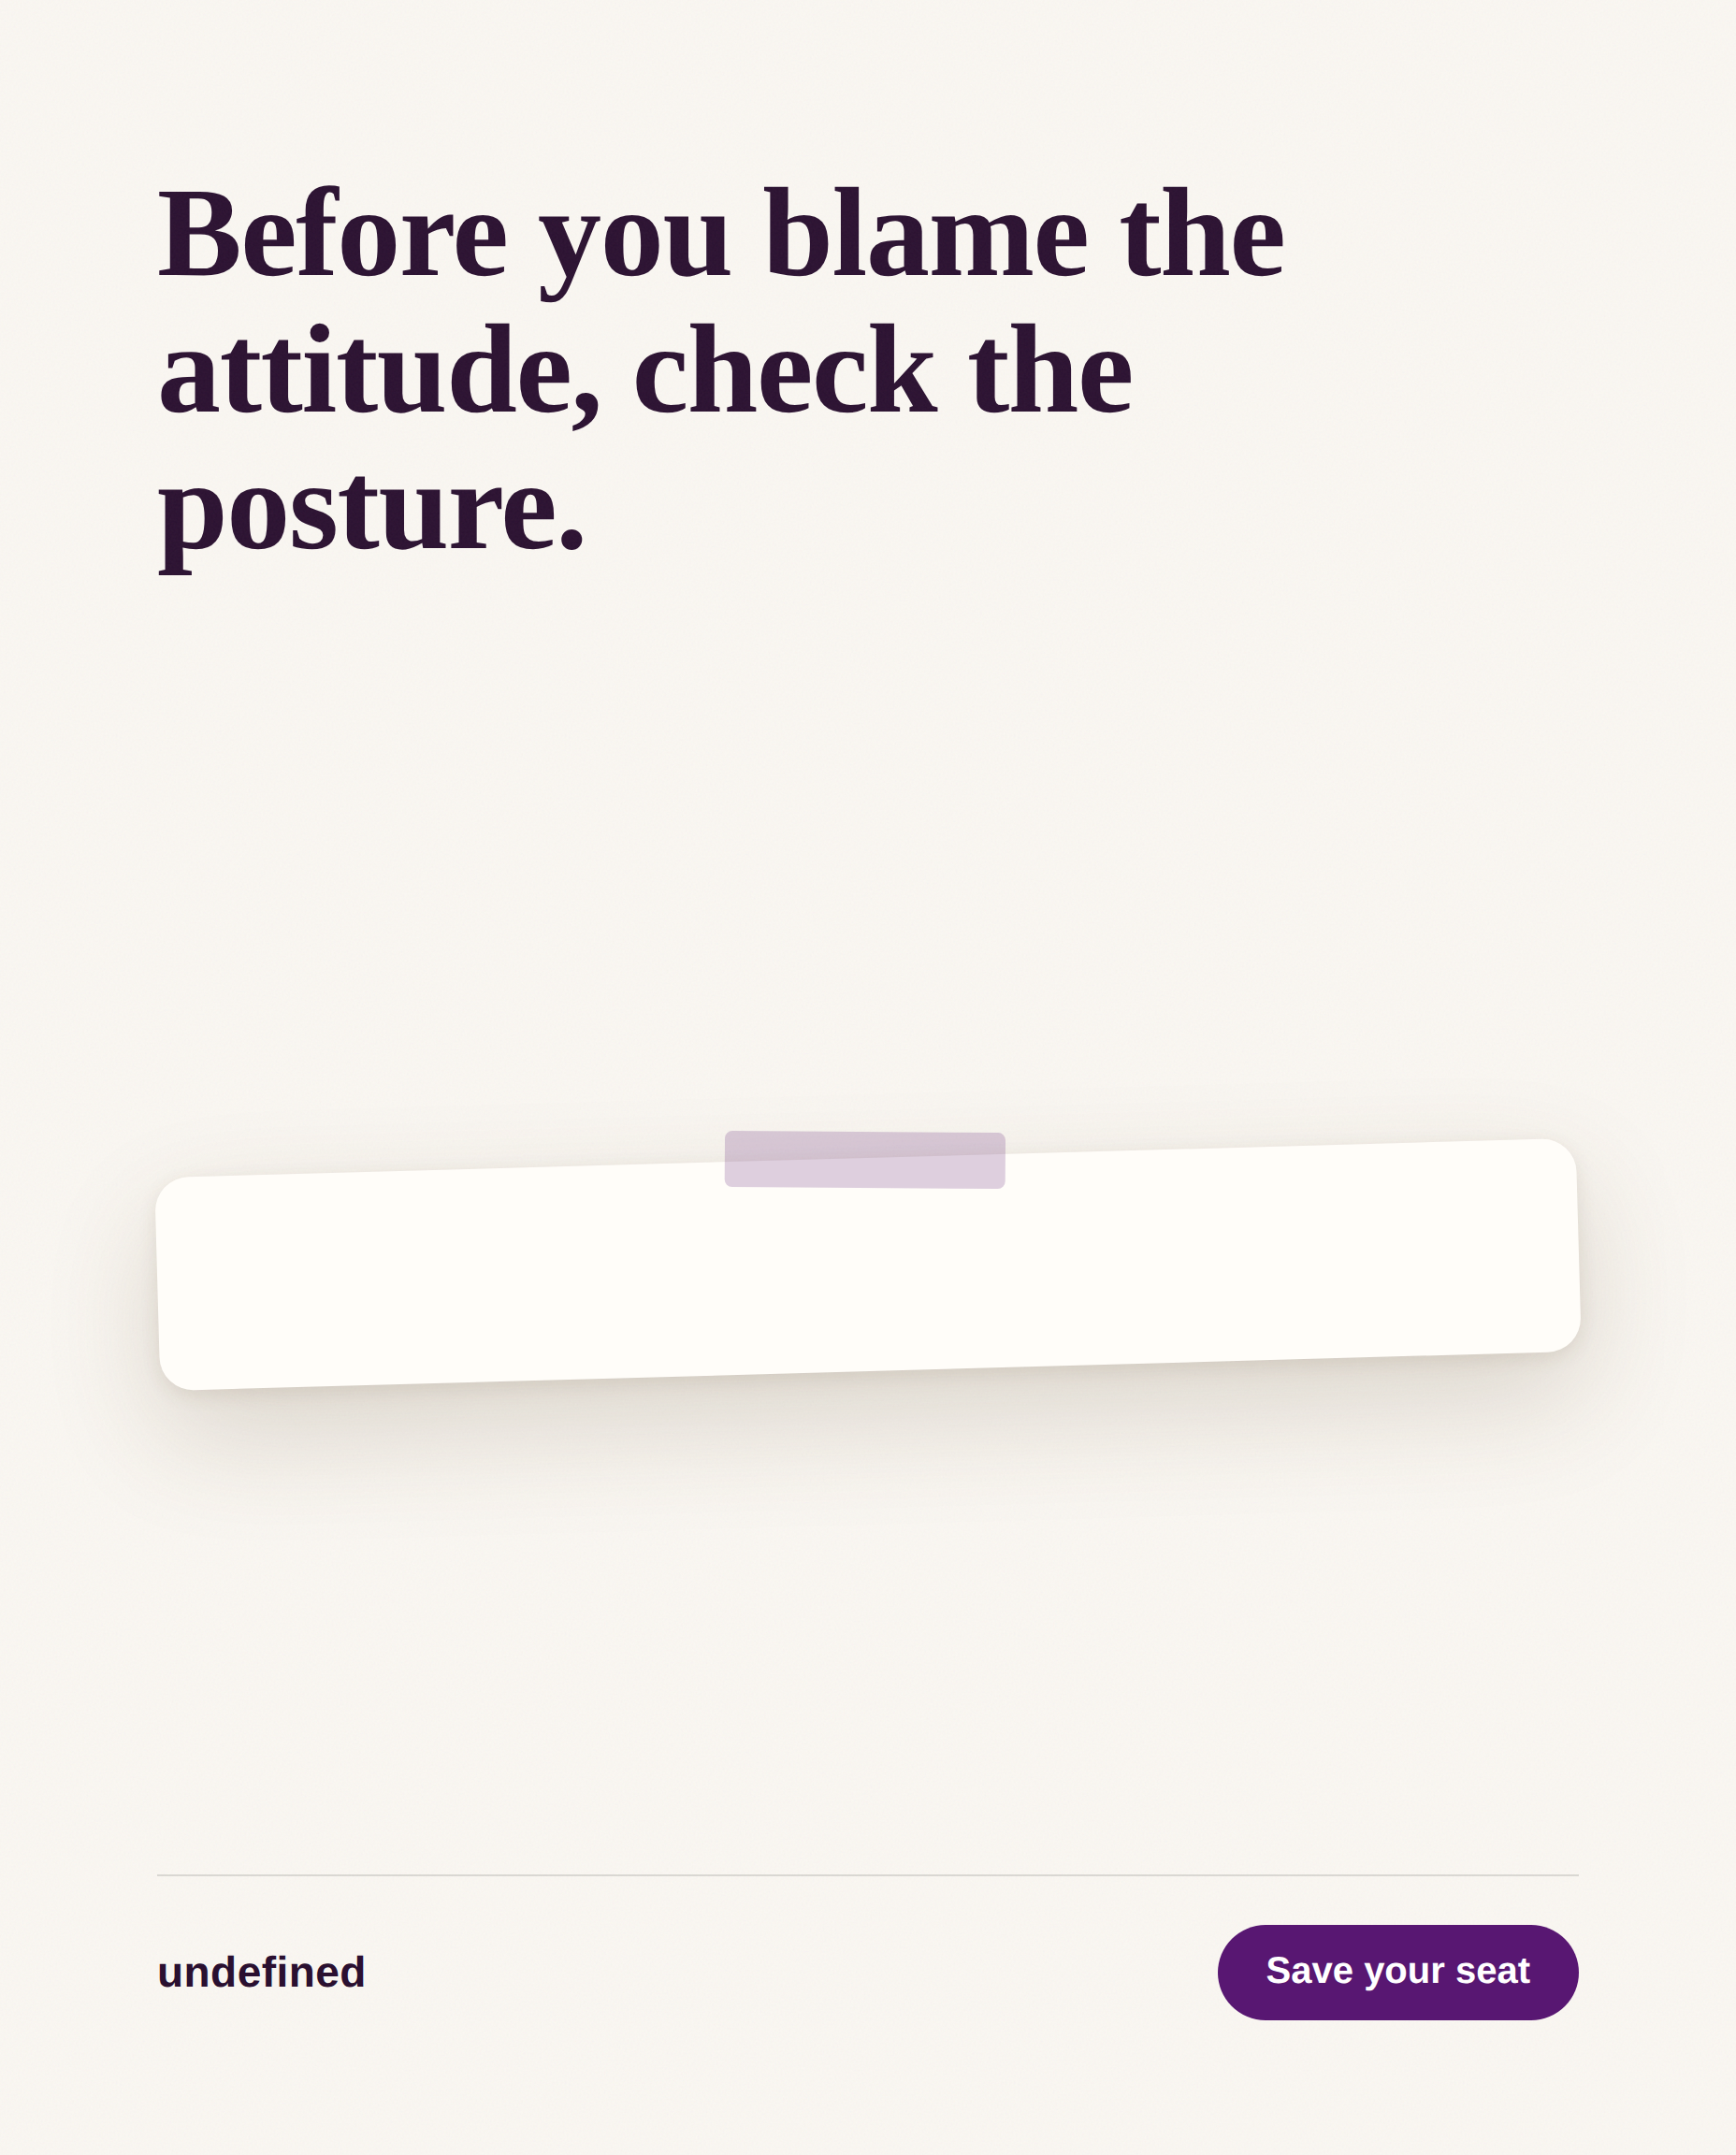 Before you blame the
attitude, check the
posture.
undefined
Save your seat